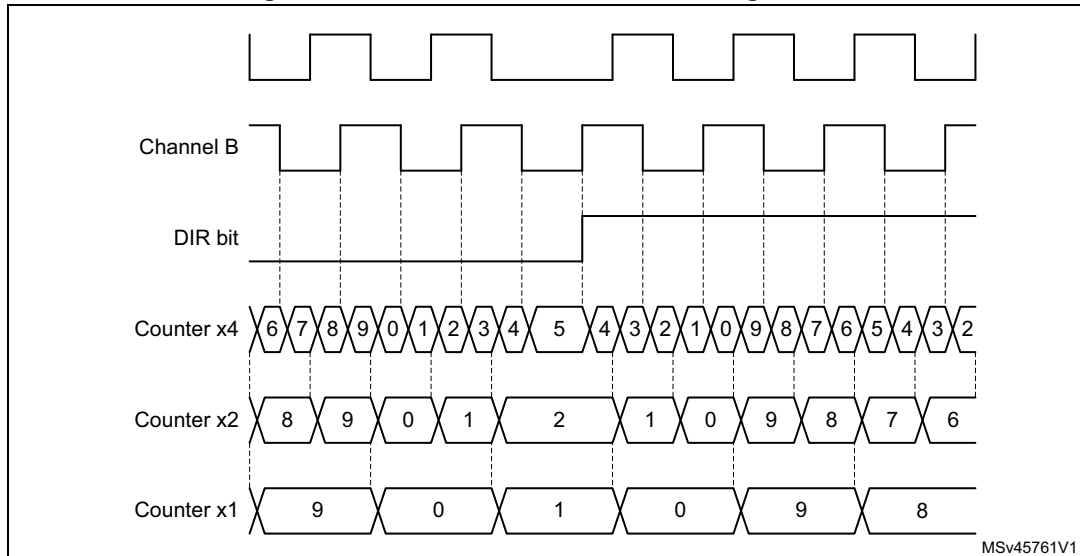 Channel B
DIR bit
Counter x4 6 7 8 9 0 1 2 3 4 5 4 3 2 1 0 9 8 7 6 5 4 3 2
Counter x2 8 9 0 1 2 1 0 9 8 7 6
Counter x1 9 0 1 0 9 8
MSv45761V1